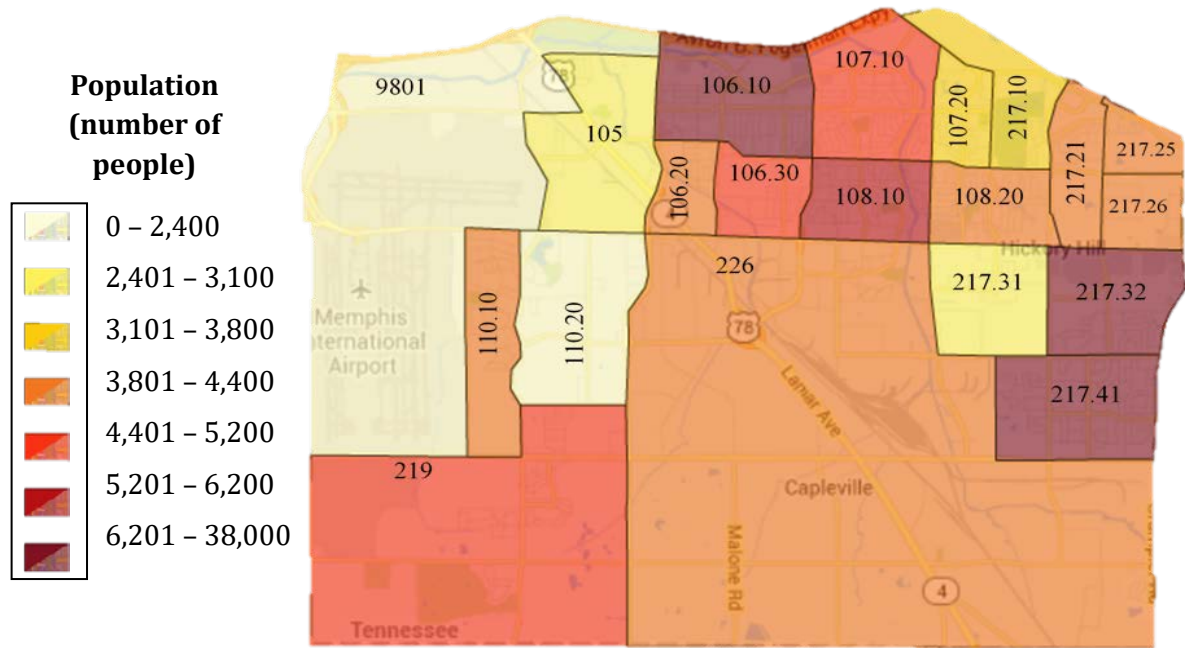 Population
(number of
people)
0 – 2,400
2,401 – 3,100
3,101 – 3,800
3,801 – 4,400
4,401 – 5,200
5,201 – 6,200
6,201 – 38,000
Avron B. Fogelman Expy
9801
78
105
106.10
107.10
107.20
217.10
217.21
217.25
217.26
106.20
106.30
108.10
108.20
4
Hickory Hill
226
217.31
217.32
78
Memphis
International
Airport
110.10
110.20
217.41
Lamar Ave
219
Capleville
Malone Rd
4
Tennessee